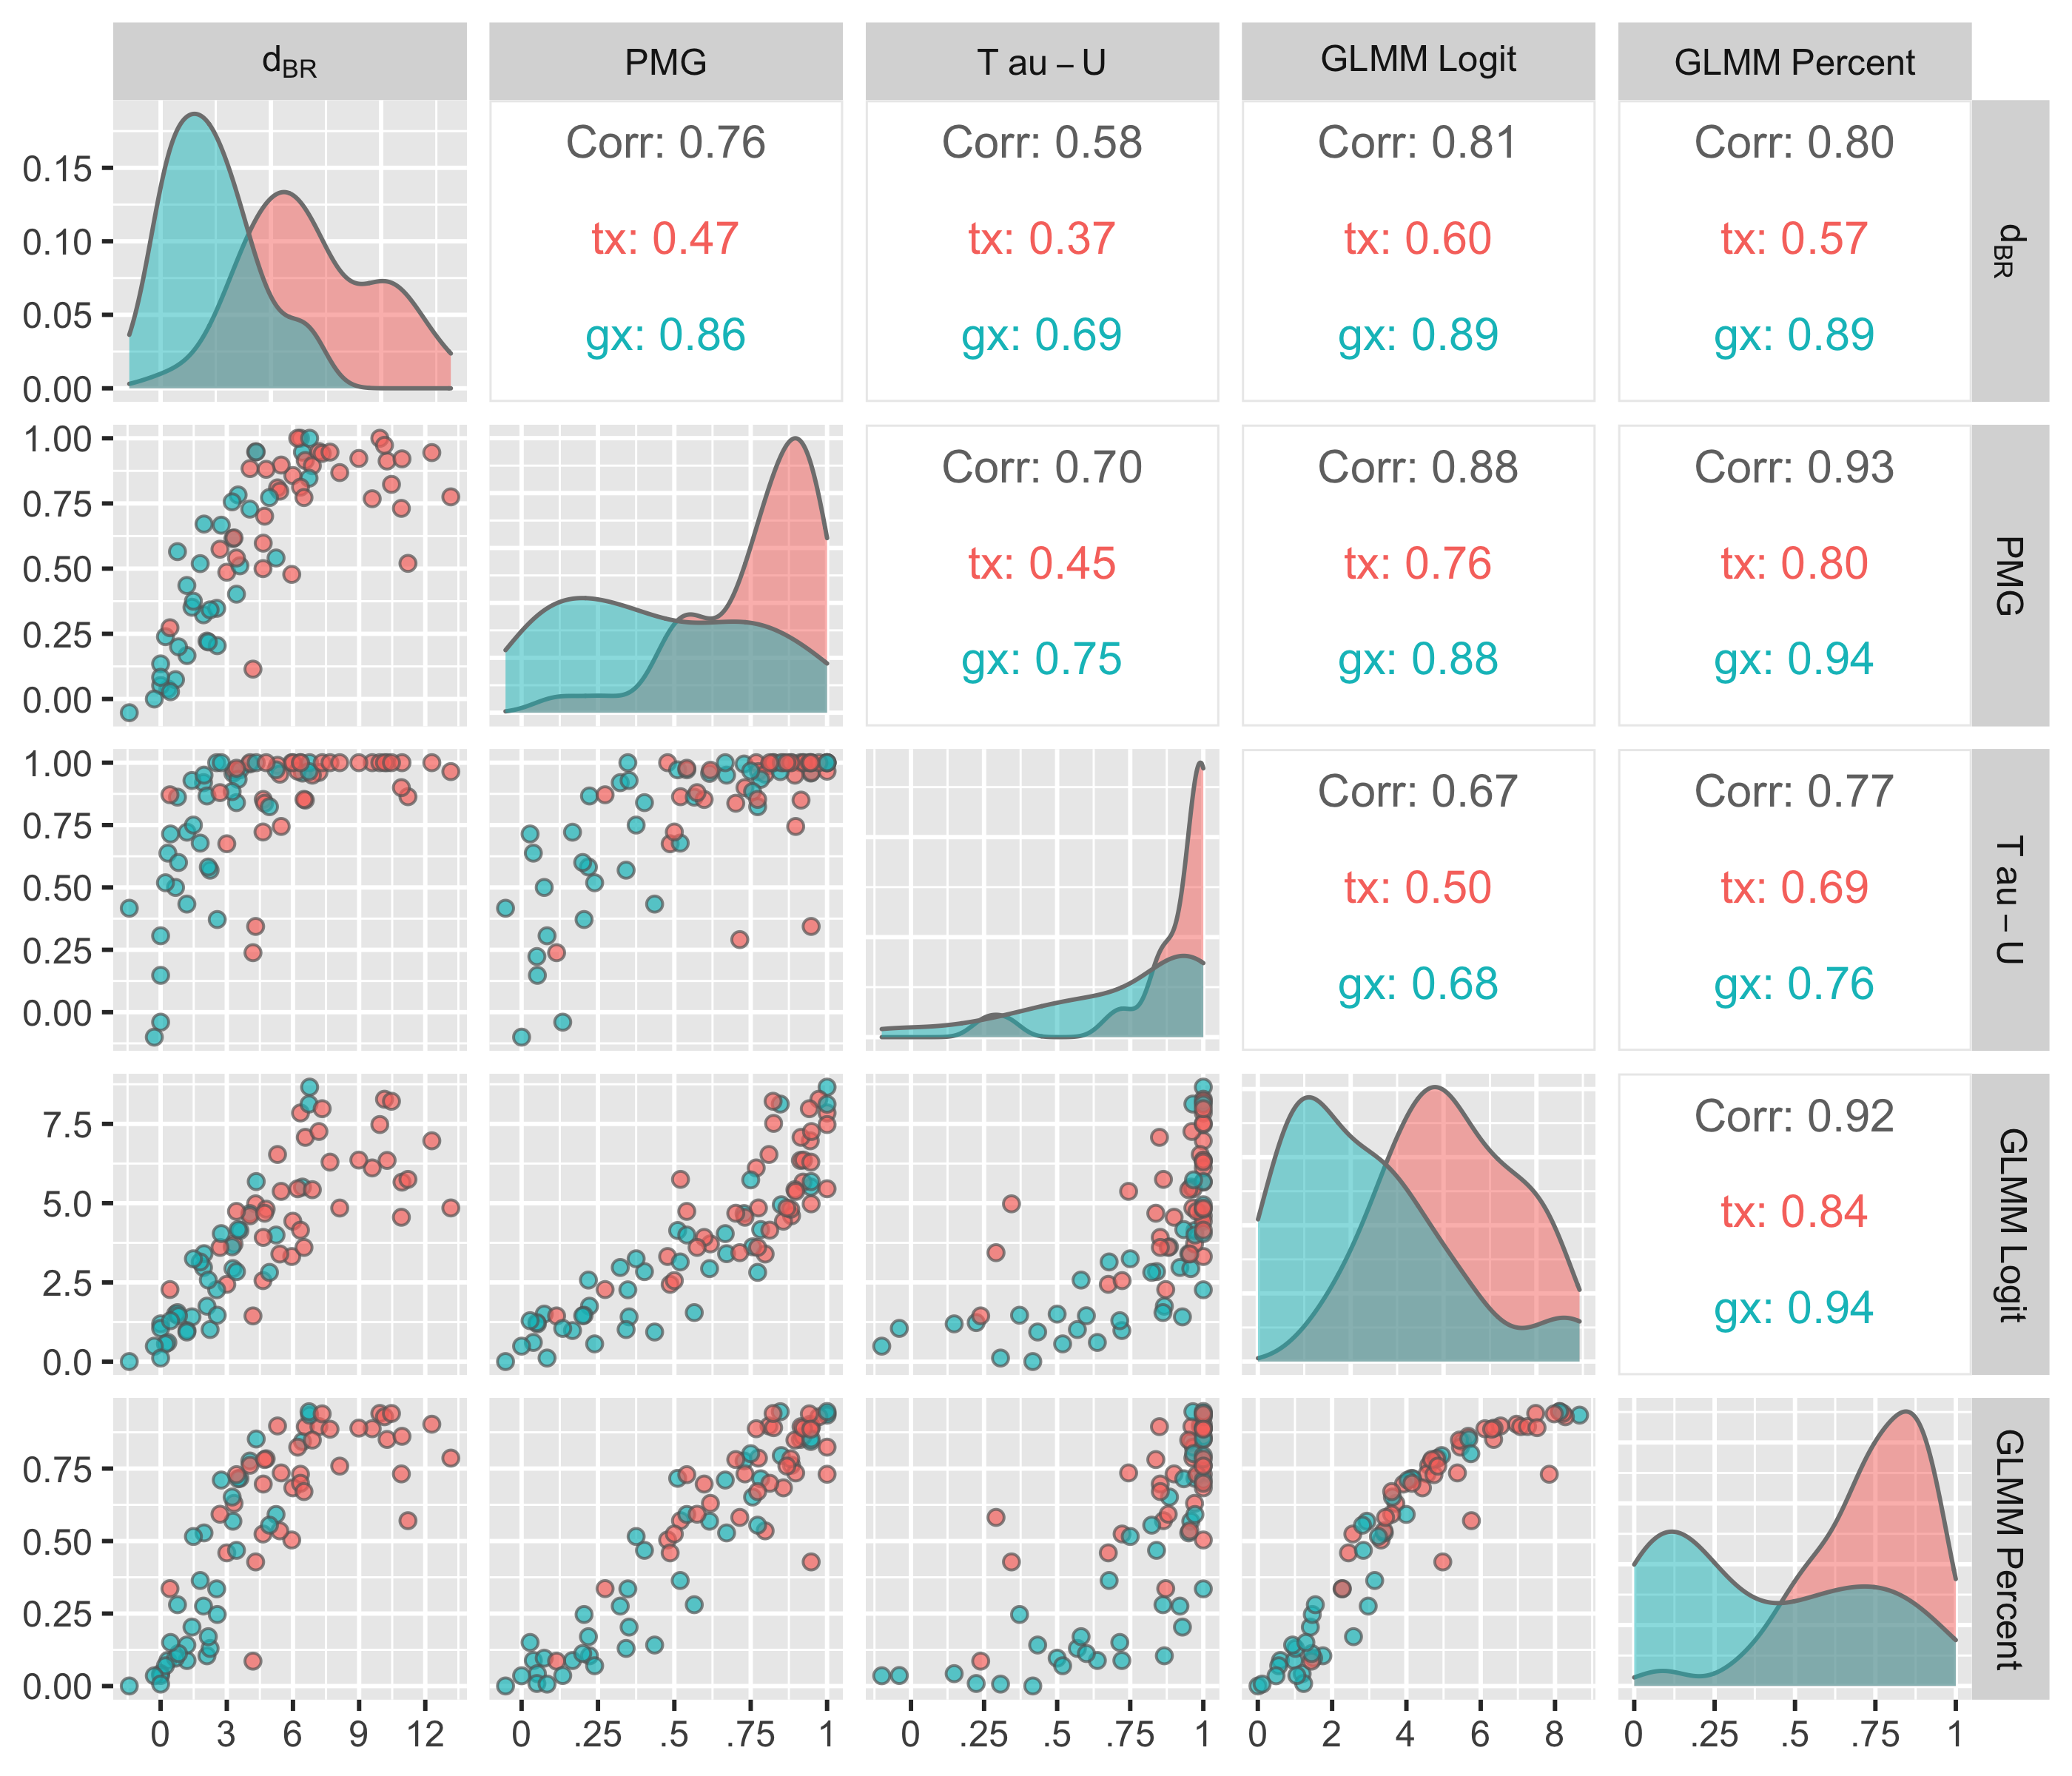 dBR PMG T au – U GLMM Logit GLMM Percent
0.15
0.10
0.05
0.00
Corr: 0.76
tx: 0.47
gx: 0.86
Corr: 0.58
tx: 0.37
gx: 0.69
Corr: 0.81
tx: 0.60
gx: 0.89
Corr: 0.80
tx: 0.57
gx: 0.89
dBR
1.00
0.75
0.50
0.25
0.00
Corr: 0.70
tx: 0.45
gx: 0.75
Corr: 0.88
tx: 0.76
gx: 0.88
Corr: 0.93
tx: 0.80
gx: 0.94
PMG
1.00
0.75
0.50
0.25
0.00
Corr: 0.67
tx: 0.50
gx: 0.68
Corr: 0.77
tx: 0.69
gx: 0.76
T au – U
7.5
5.0
2.5
0.0
Corr: 0.92
tx: 0.84
gx: 0.94
GLMM Logit
0.75
0.50
0.25
0.00
GLMM Percent
0 3 6 9 12
0 .25 .5 .75 1
0 .25 .5 .75 1
0 2 4 6 8
0 .25 .5 .75 1